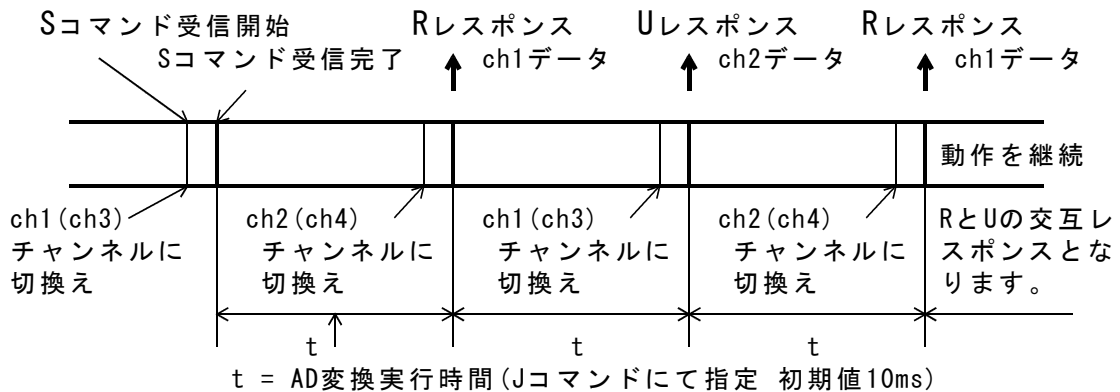 Sコマンド受信開始
Sコマンド受信完了
Rレスポンス
ch1データ
Uレスポンス
ch2データ
Rレスポンス
ch1データ
動作を継続
ch1(ch3)
チャンネルに
切換え
ch2(ch4)
チャンネルに
切換え
ch1(ch3)
チャンネルに
切換え
ch2(ch4)
チャンネルに
切換え
RとUの交互レ
スポンスとな
ります。
t
t
t
t = AD変換実行時間(Jコマンドにて指定 初期値10ms)